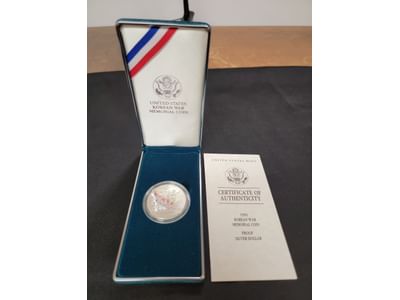 UNITED STATES
KOREAN WAR
MEMORIAL COIN
UNITED STATES MINT
CERTIFICATE OF
AUTHENTICITY
1991
KOREAN WAR
MEMORIAL COIN
PROOF
SILVER DOLLAR